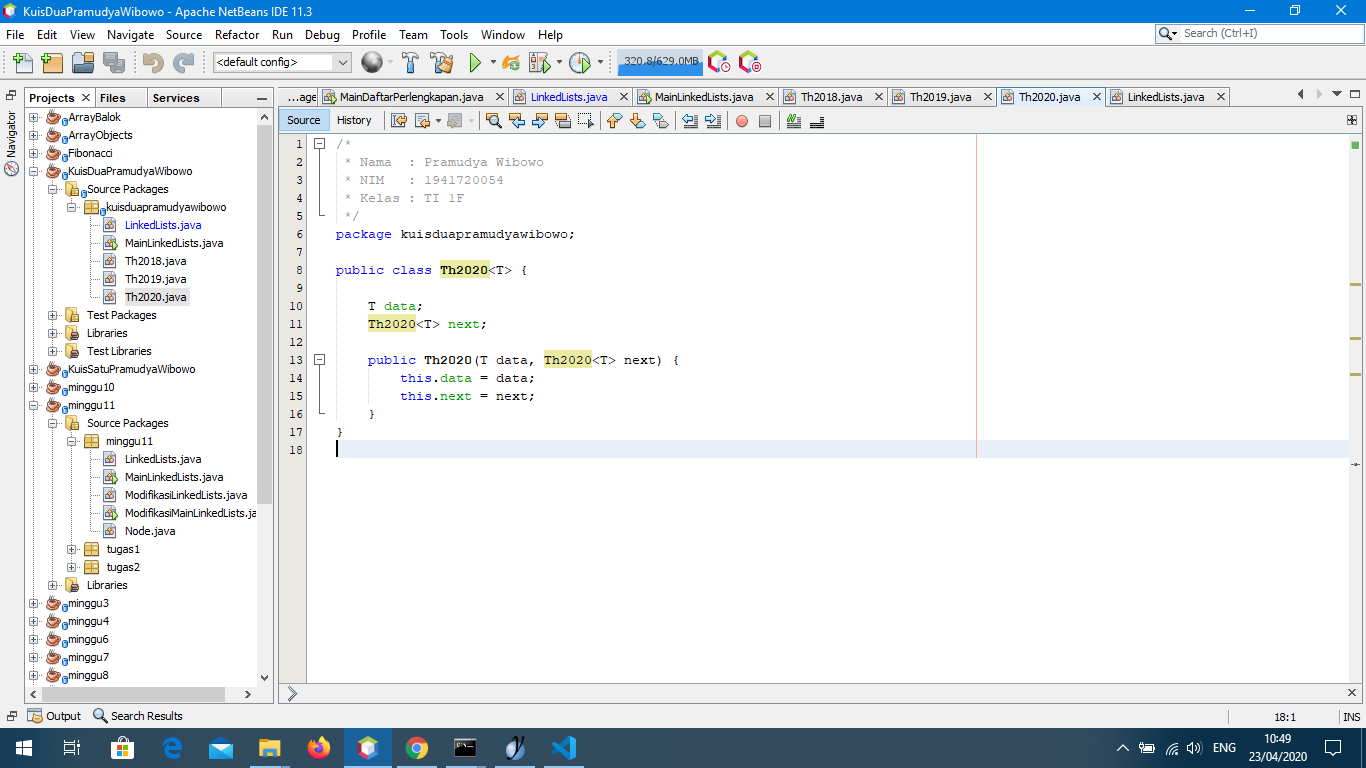 KuisDuaPramudyaWibowo - Apache NetBeans IDE 11.3
File Edit View Navigate Source Refactor Run Debug Profile Team Tools Window Help
Search (Ctrl+I)
<default config>
320.8/629.0MB
Projects Files Services
...age MainDaftarPerlengkapan.java LinkedLists.java MainLinkedLists.java Th2018.java Th2019.java Th2020.java LinkedLists.java
Source History
Navigator
ArrayBalok
ArrayObjects
Fibonacci
KuisDuaPramudyaWibowo
Source Packages
kuisduapramudyawibowo
LinkedLists.java
MainLinkedLists.java
Th2018.java
Th2019.java
Th2020.java
Test Packages
Libraries
Test Libraries
KuisSatuPramudyaWibowo
minggu10
minggu11
Source Packages
minggu11
LinkedLists.java
MainLinkedLists.java
ModifikasiLinkedLists.java
ModifikasiMainLinkedLists.ja
Node.java
tugas1
tugas2
Libraries
minggu3
minggu4
minggu6
minggu7
minggu8
1 /*
2 * Nama : Pramudya Wibowo
3 * NIM : 1941720054
4 * Kelas : TI 1F
5 */
6 package kuisduapramudyawibowo;
7
8 public class Th2020<T> {
9
10 T data;
11 Th2020<T> next;
12
13 public Th2020(T data, Th2020<T> next) {
14 this.data = data;
15 this.next = next;
16 }
17 }
18
Output Search Results
18:1 INS
ENG
10:49
23/04/2020